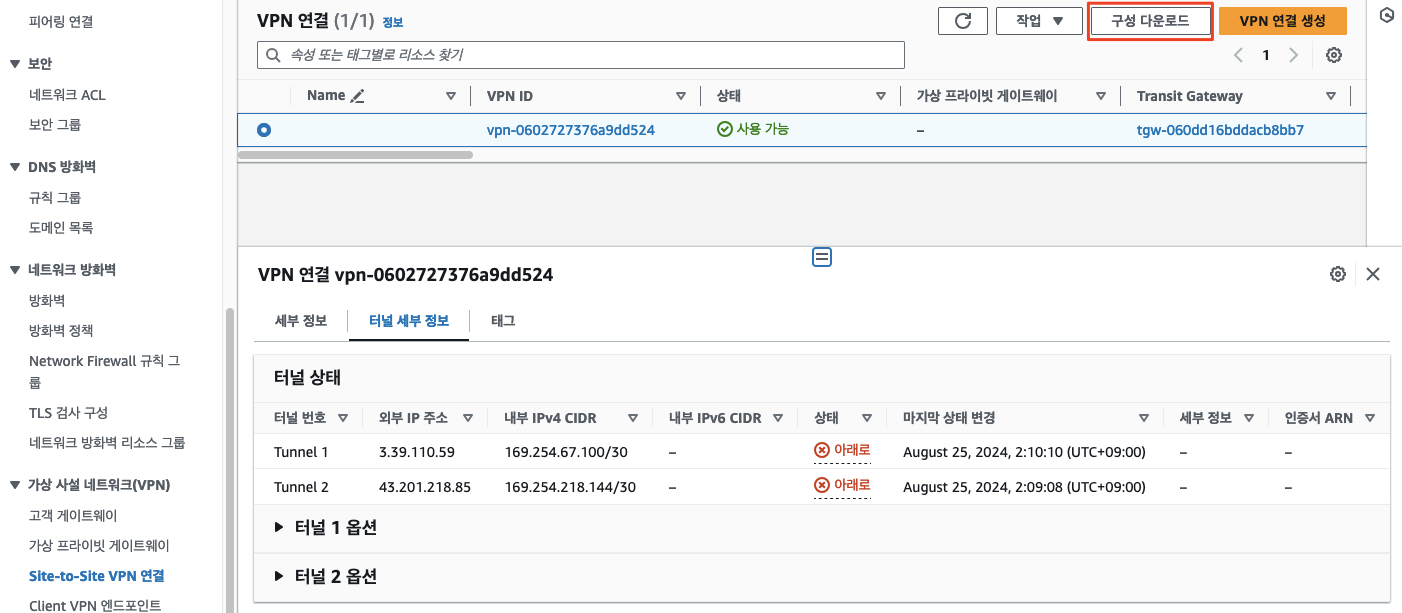 피어링 연결
보안
네트워크 ACL
보안 그룹
DNS 방화벽
규칙 그룹
도메인 목록
네트워크 방화벽
방화벽
방화벽 정책
Network Firewall 규칙 그
룹
TLS 검사 구성
네트워크 방화벽 리소스 그룹
가상 사설 네트워크(VPN)
고객 게이트웨이
가상 프라이빗 게이트웨이
Site-to-Site VPN 연결
Client VPN 엔드포인트
VPN 연결 (1/1) 정보
작업
구성 다운로드
VPN 연결 생성
속성 또는 태그별로 리소스 찾기
1
Name VPN ID 상태 가상 프라이빗 게이트웨이 Transit Gateway
vpn-0602727376a9dd524 사용 가능 – tgw-060dd16bddacb8bb7
VPN 연결 vpn-0602727376a9dd524
세부 정보 터널 세부 정보 태그
터널 상태
터널 번호 외부 IP 주소 내부 IPv4 CIDR 내부 IPv6 CIDR 상태 마지막 상태 변경 세부 정보 인증서 ARN
Tunnel 1 3.39.110.59 169.254.67.100/30 – 아래로 August 25, 2024, 2:10:10 (UTC+09:00) – –
Tunnel 2 43.201.218.85 169.254.218.144/30 – 아래로 August 25, 2024, 2:09:08 (UTC+09:00) – –
터널 1 옵션
터널 2 옵션